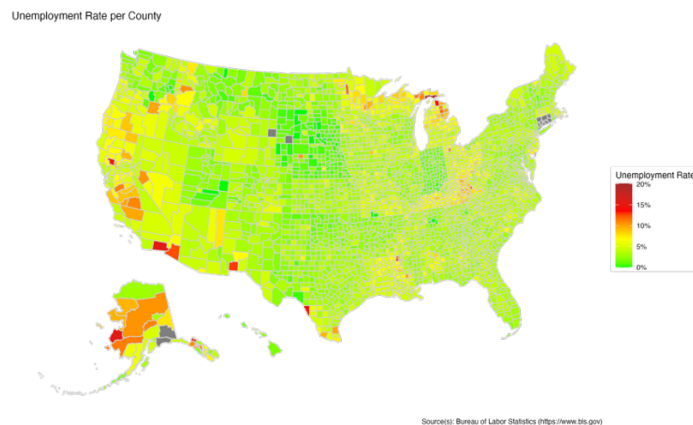 Unemployment Rate per County
Unemployment Rate
20%
15%
10%
5%
0%
Source(s): Bureau of Labor Statistics (https://www.bls.gov)